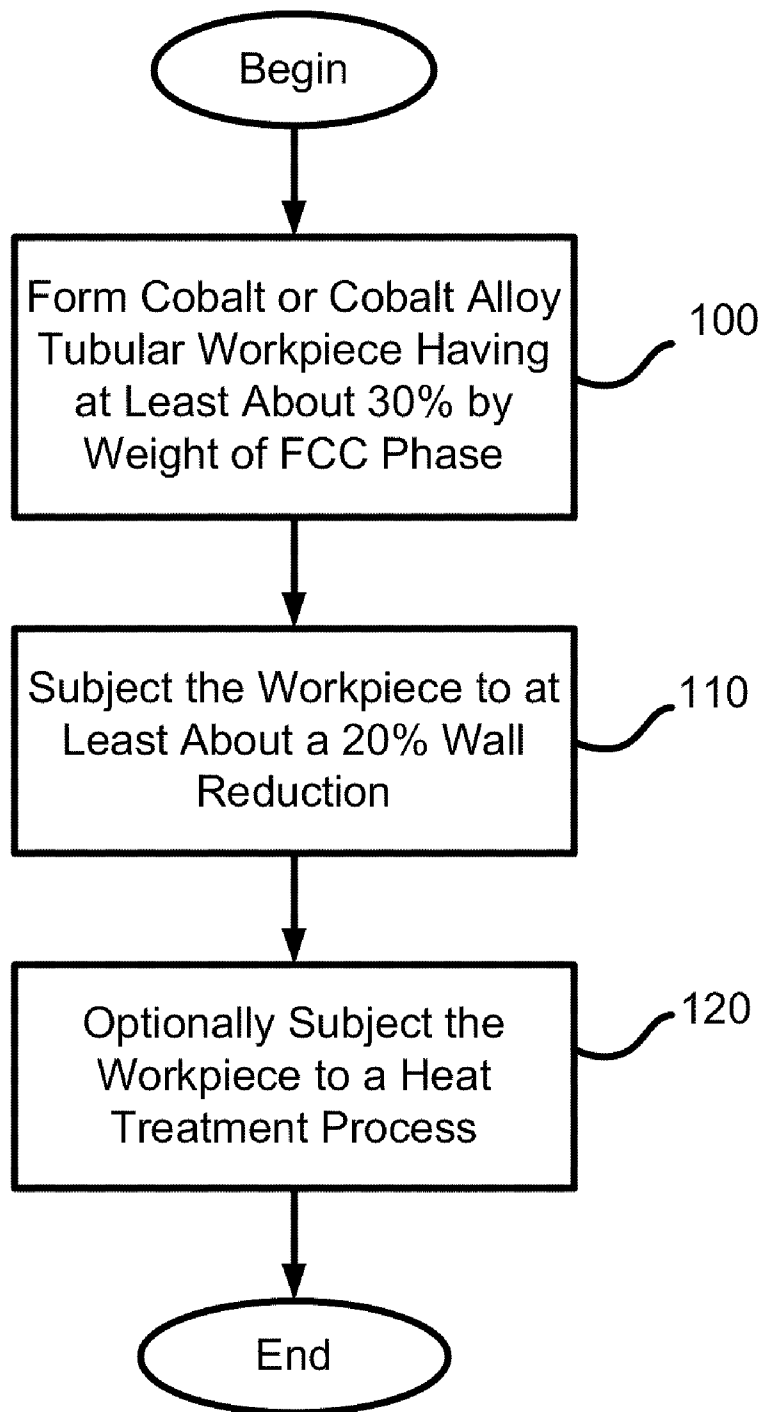 Begin
Form Cobalt or Cobalt Alloy
Tubular Workpiece Having
at Least About 30% by
Weight of FCC Phase
100
Subject the Workpiece to at
Least About a 20% Wall
Reduction
110
Optionally Subject the
Workpiece to a Heat
Treatment Process
120
End